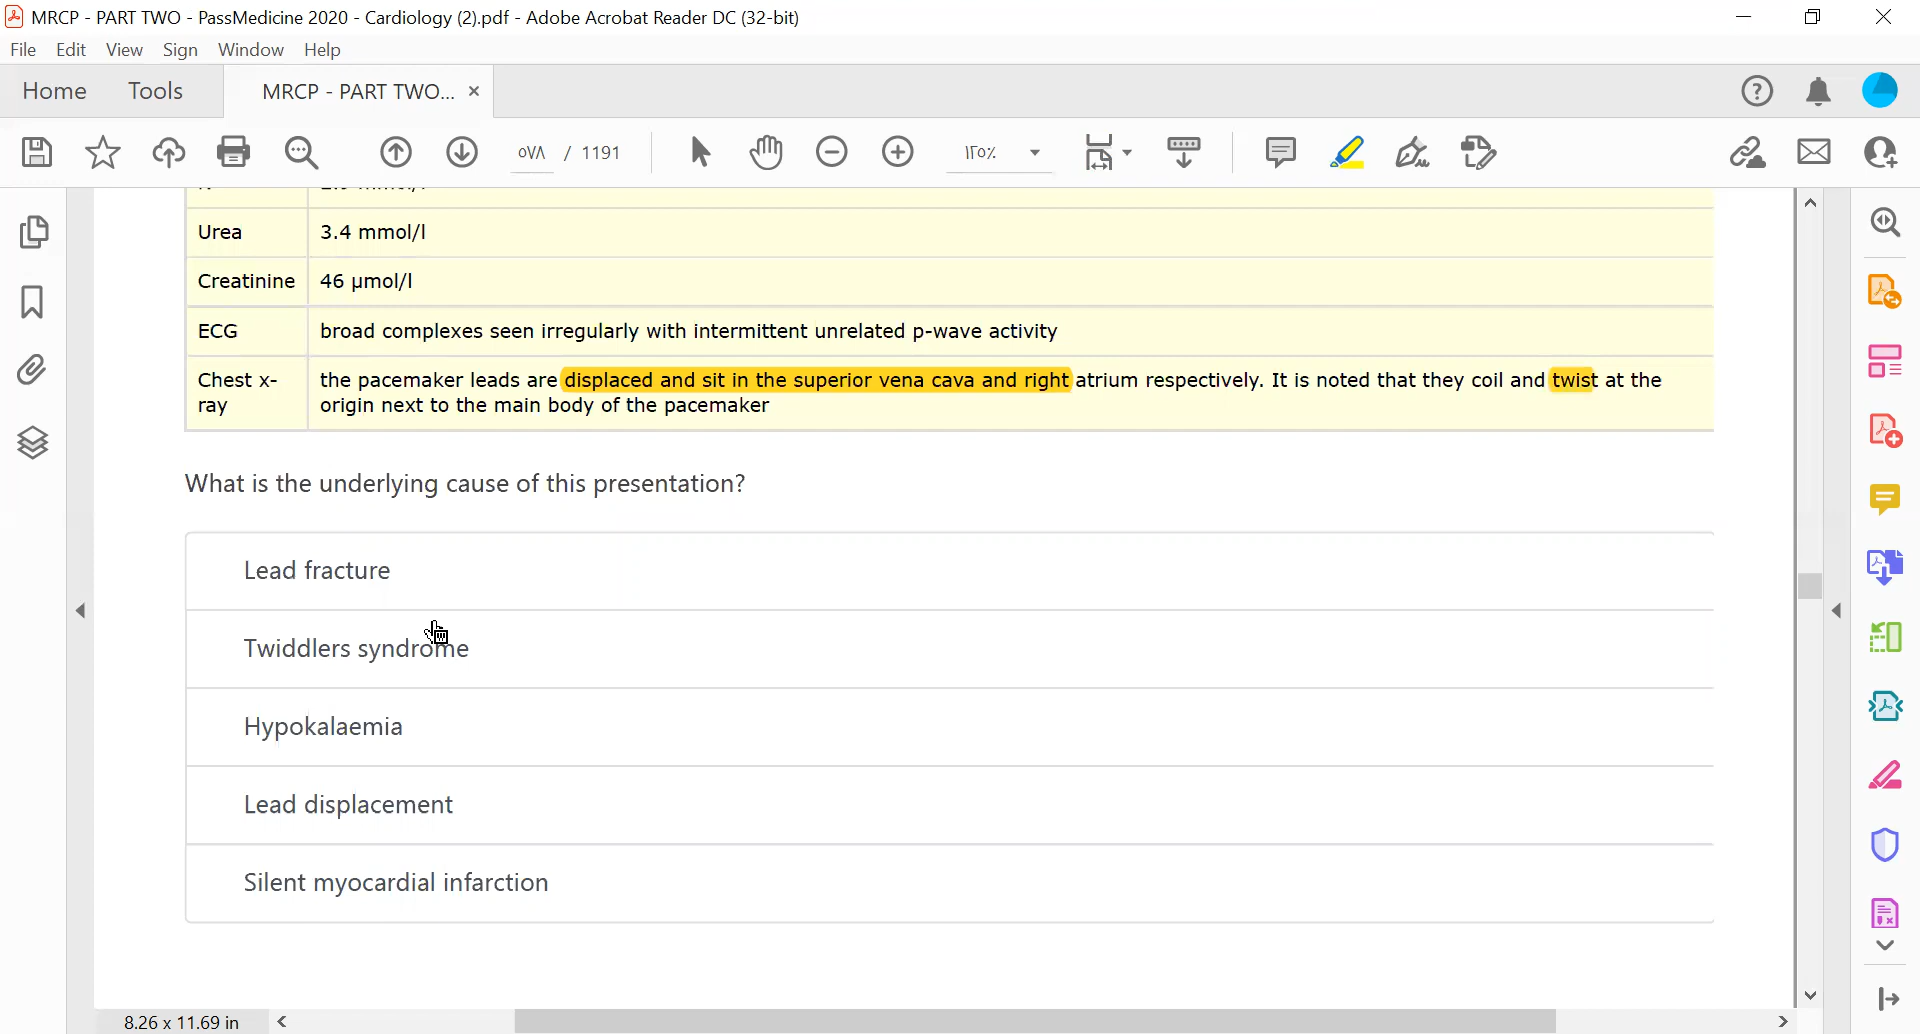 MRCP - PART TWO - PassMedicine 2020 - Cardiology (2).pdf - Adobe Acrobat Reader DC (32-bit)
File Edit View Sign Window Help
Home Tools MRCP - PART TWO... ×
٥٧٨ / 1191 ١٢٥٪
Urea 3.4 mmol/l
Creatinine 46 µmol/l
ECG broad complexes seen irregularly with intermittent unrelated p-wave activity
Chest x-ray the pacemaker leads are displaced and sit in the superior vena cava and right atrium respectively. It is noted that they coil and twist at the
origin next to the main body of the pacemaker
What is the underlying cause of this presentation?
Lead fracture
Twiddlers syndrome
Hypokalaemia
Lead displacement
Silent myocardial infarction
8.26 x 11.69 in